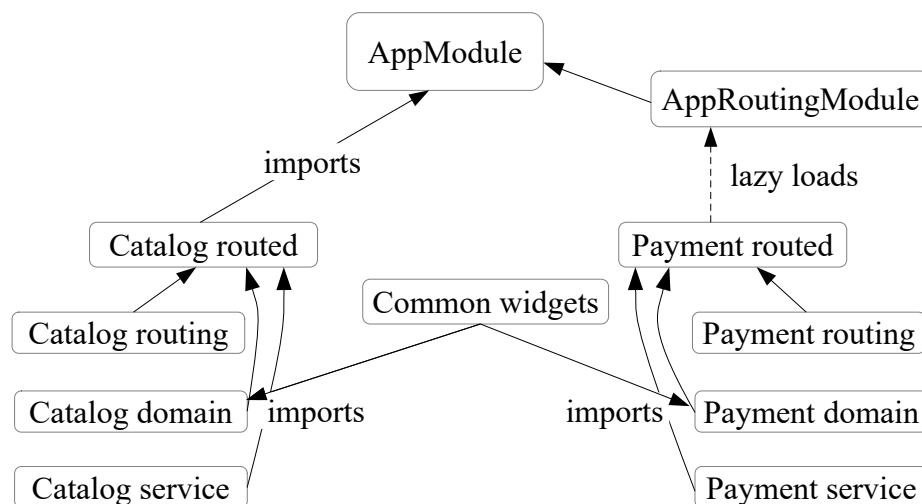 AppModule
AppRoutingModule
imports
lazy loads
Catalog routed
Payment routed
Common widgets
Catalog routing
Payment routing
Catalog domain
imports
imports
Payment domain
Catalog service
Payment service